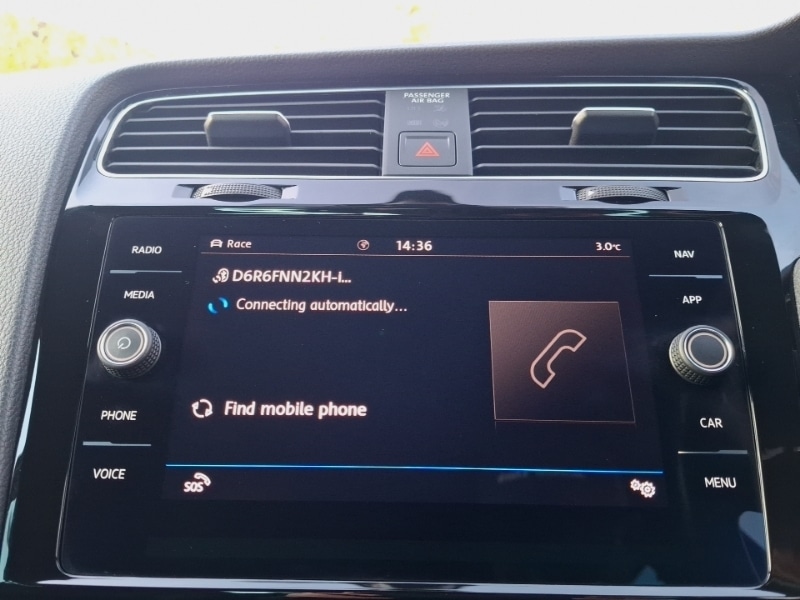 PASSENGER
AIR BAG
RADIO
MEDIA
PHONE
VOICE
Race
14:36
3.0°C
D6R6FNN2KH-I...
Connecting automatically...
Find mobile phone
SOS
NAV
APP
CAR
MENU